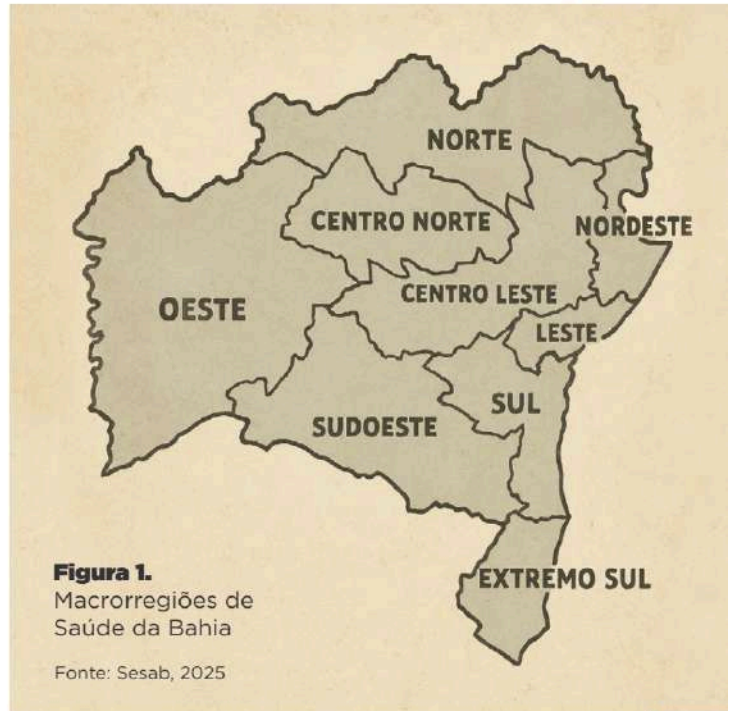 NORTE
CENTRO NORTE
NORDESTE
OESTE
CENTRO LESTE
LESTE
SUDOESTE
SUL
EXTREMO SUL
Figura 1.
Macrorregiões de
Saúde da Bahia
Fonte: Sesab, 2025